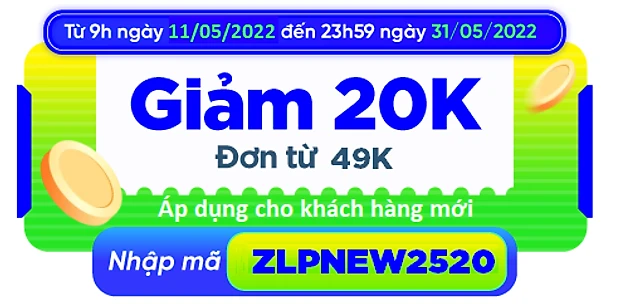 Từ 9h ngày 11/05/2022 đến 23h59 ngày 31/05/2022
Giảm 20K
Đơn từ 49K
Áp dụng cho khách hàng mới
Nhập mã ZLPNEW2520